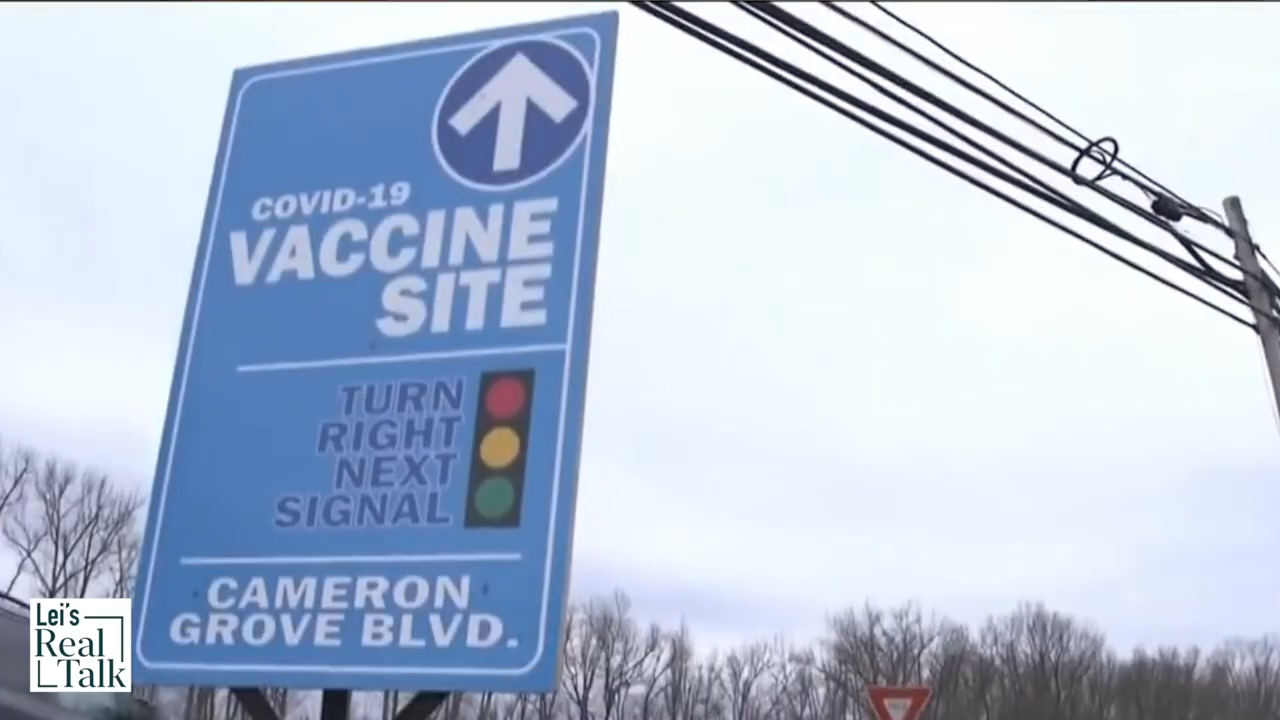 COVID-19
VACCINE
SITE
TURN
RIGHT
NEXT
SIGNAL
CAMERON
GROVE BLVD.
Lei's
Real
Talk